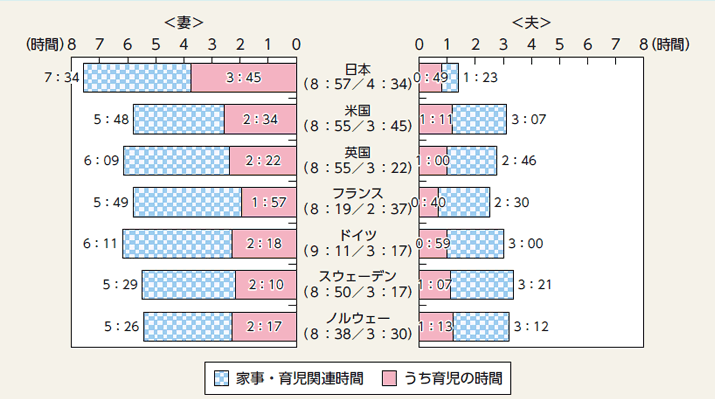 <妻> <夫>
(時間) 8 7 6 5 4 3 2 1 0 0 1 2 3 4 5 6 7 8 (時間)
日本
7：34 3：45 (8：57／4：34) 0：49 1：23
米国
5：48 2：34 (8：55／3：45) 1：11 3：07
英国
6：09 2：22 (8：55／3：22) 1：00 2：46
フランス
5：49 1：57 (8：19／2：37) 0：40 2：30
ドイツ
6：11 2：18 (9：11／3：17) 0：59 3：00
スウェーデン
5：29 2：10 (8：50／3：17) 1：07 3：21
ノルウェー
5：26 2：17 (8：38／3：30) 1：13 3：12
家事・育児関連時間 うち育児の時間